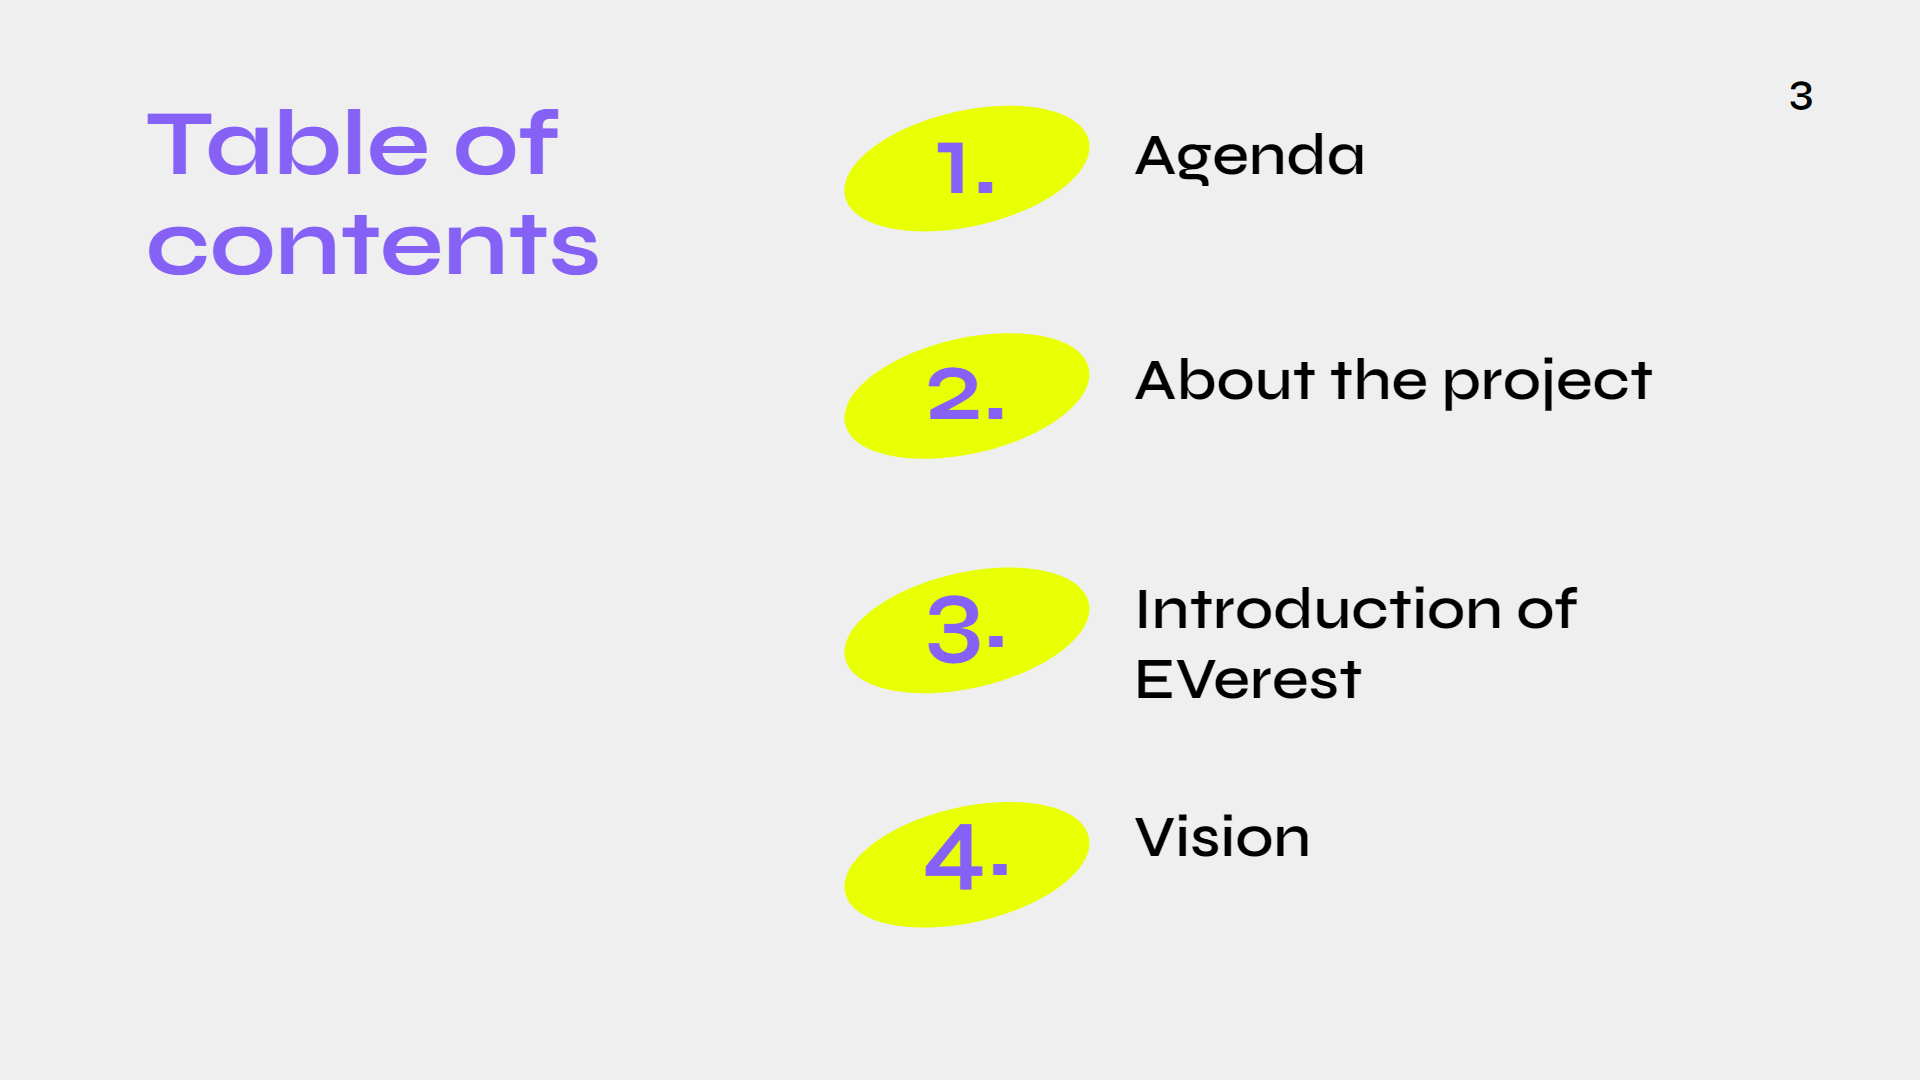 3
Table of
contents
1.
Agenda
2.
About the project
3.
Introduction of
EVerest
4.
Vision